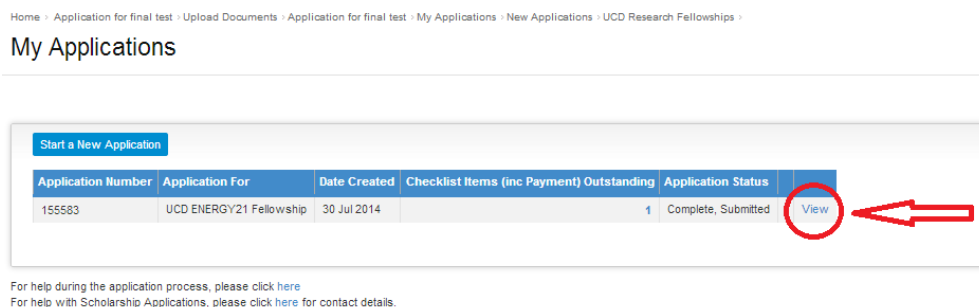 Home › Application for final test › Upload Documents › Application for final test › My Applications › New Applications › UCD Research Fellowships ›
My Applications
Start a New Application
Application Number Application For Date Created Checklist Items (inc Payment) Outstanding Application Status
155583 UCD ENERGY21 Fellowship 30 Jul 2014 1 Complete, Submitted View
For help during the application process, please click here
For help with Scholarship Applications, please click here for contact details.